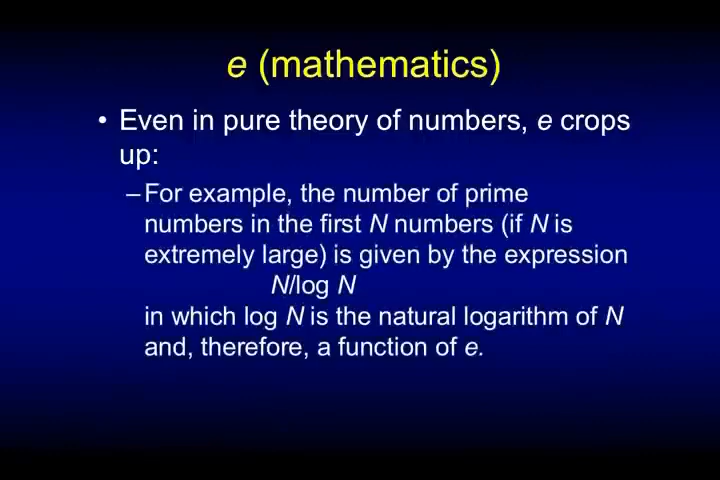 e (mathematics)
• Even in pure theory of numbers, e crops
up:
–For example, the number of prime
numbers in the first N numbers (if N is
extremely large) is given by the expression
N/log N
in which log N is the natural logarithm of N
and, therefore, a function of e.